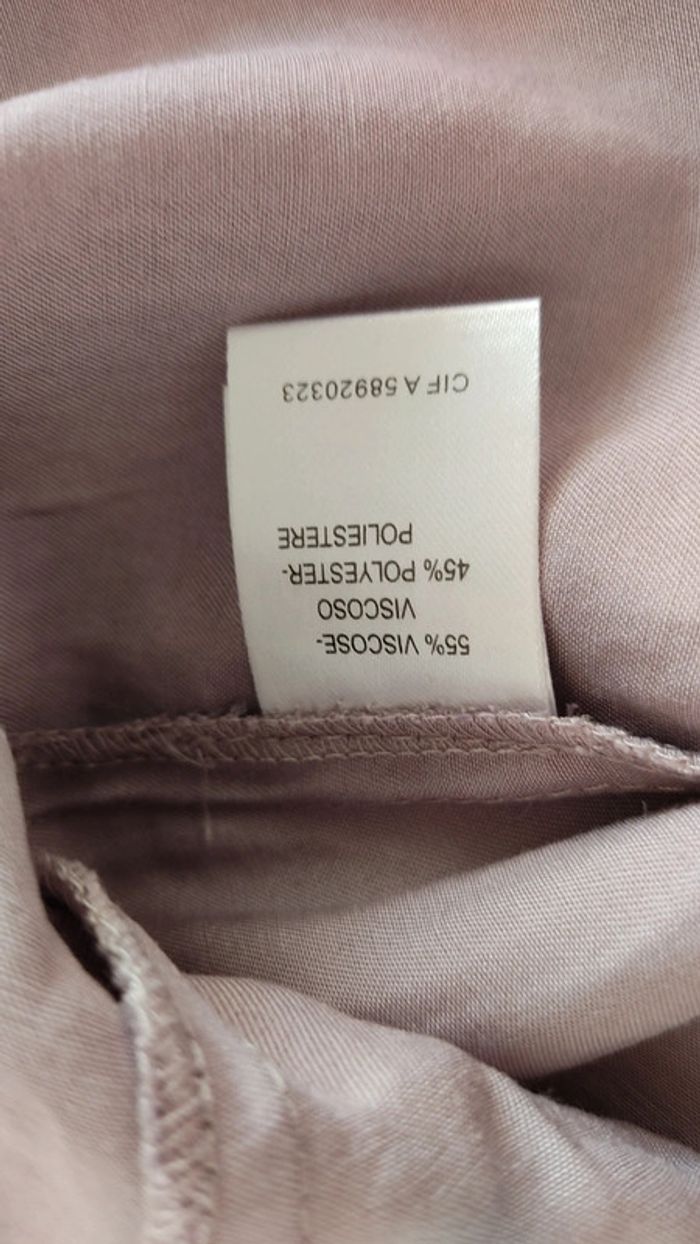 55% VISCOSE-
VISCOSO
45% POLYESTER-
POLIESTERE
CIF A 58920323